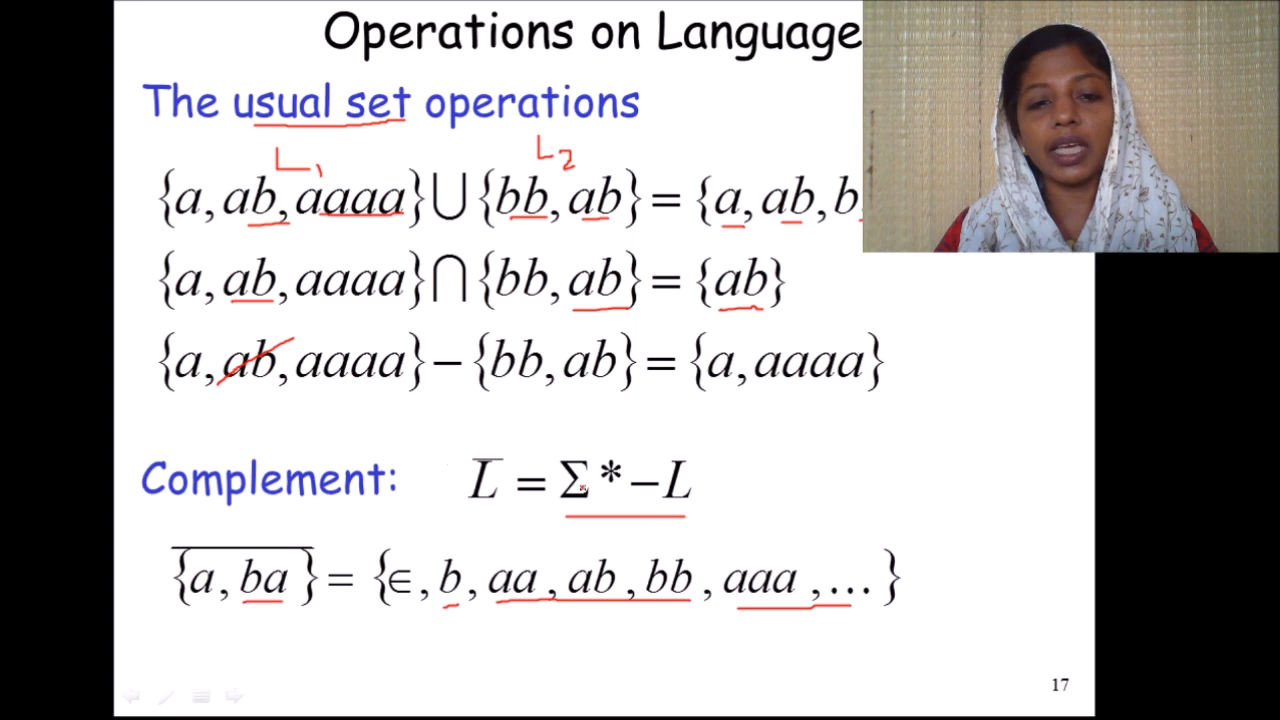 Operations on Language
The usual set operations
L₁ L₂
{a, ab, aaaa} ⋃ {bb, ab} = {a, ab, b
{a, ab, aaaa} ⋂ {bb, ab} = {ab}
{a, ab, aaaa} − {bb, ab} = {a, aaaa}
Complement: L̅ = Σ* − L
{a, ba} = {∈, b, aa, ab, bb, aaa, …}
17